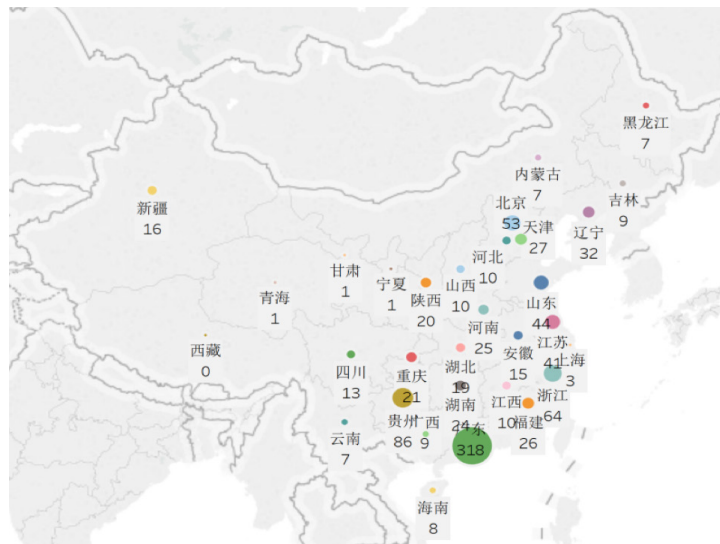 黑龙江
7
内蒙古
7
吉林
9
新疆
16
北京
53
天津
27
辽宁
32
河北
10
甘肃
1
宁夏
1
山西
10
陕西
20
青海
1
山东
44
河南
25
江苏
41
上海
3
安徽
15
西藏
0
四川
13
重庆
21
湖北
19
浙江
64
江西
10
湖南
24
贵州
86
广西
9
广东
318
福建
26
云南
7
海南
8